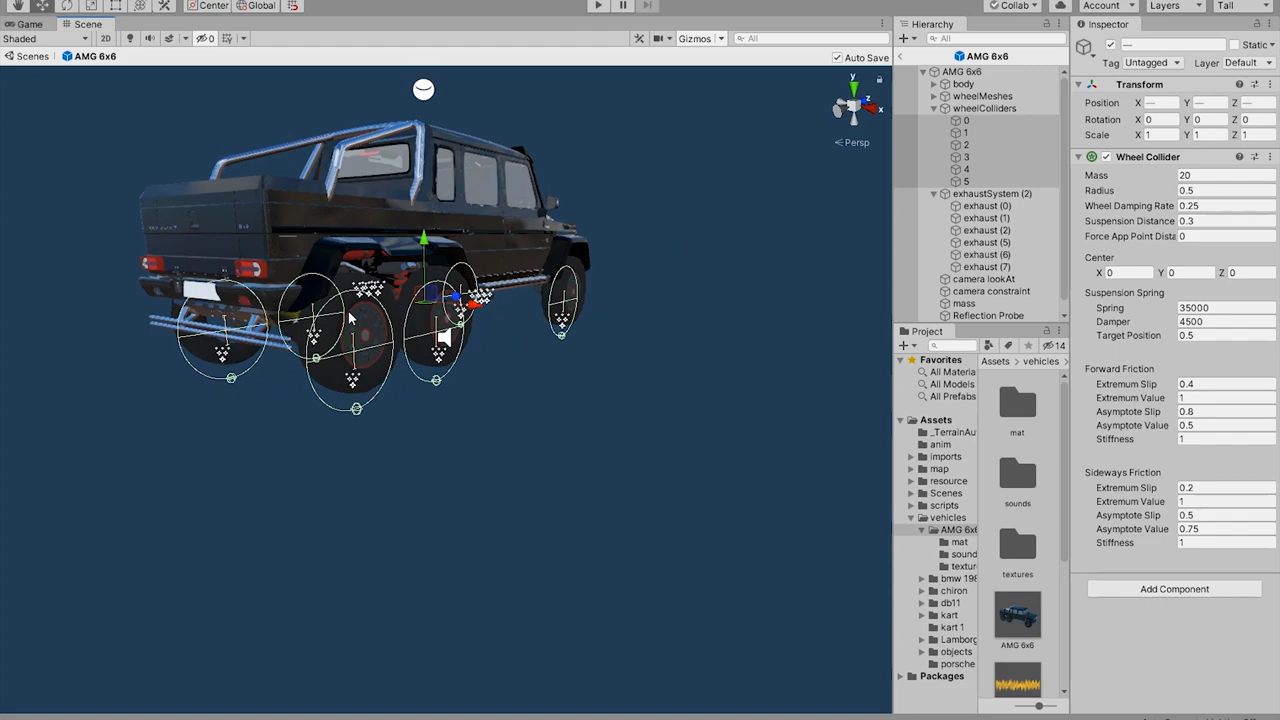 Center Global Collab Account Layers Tall
Game Scene
Shaded 2D 0 Gizmos All
Scenes AMG 6x6 Auto Save
y
z
x
Persp
Hierarchy
All
AMG 6x6
AMG 6x6
body
wheelMeshes
wheelColliders
0
1
2
3
4
5
exhaustSystem (2)
exhaust (0)
exhaust (1)
exhaust (2)
exhaust (5)
exhaust (6)
exhaust (7)
camera lookAt
camera constraint
mass
Reflection Probe
Project
14
Favorites
All Materia
All Models
All Prefabs
Assets
_TerrainAu
anim
imports
map
resource
Scenes
scripts
vehicles
AMG 6x6
mat
sound
textur
bmw 198
chiron
db11
kart
kart 1
Lamborg
objects
porsche
Packages
Assets vehicles
mat
sounds
textures
AMG 6x6
Inspector
— Static
Tag Untagged Layer Default
Transform
Position X — Y — Z —
Rotation X 0 Y 0 Z 0
Scale X 1 Y 1 Z 1
Wheel Collider
Mass 20
Radius 0.5
Wheel Damping Rate 0.25
Suspension Distance 0.3
Force App Point Dista 0
Center
X 0 Y 0 Z 0
Suspension Spring
Spring 35000
Damper 4500
Target Position 0.5
Forward Friction
Extremum Slip 0.4
Extremum Value 1
Asymptote Slip 0.8
Asymptote Value 0.5
Stiffness 1
Sideways Friction
Extremum Slip 0.2
Extremum Value 1
Asymptote Slip 0.5
Asymptote Value 0.75
Stiffness 1
Add Component